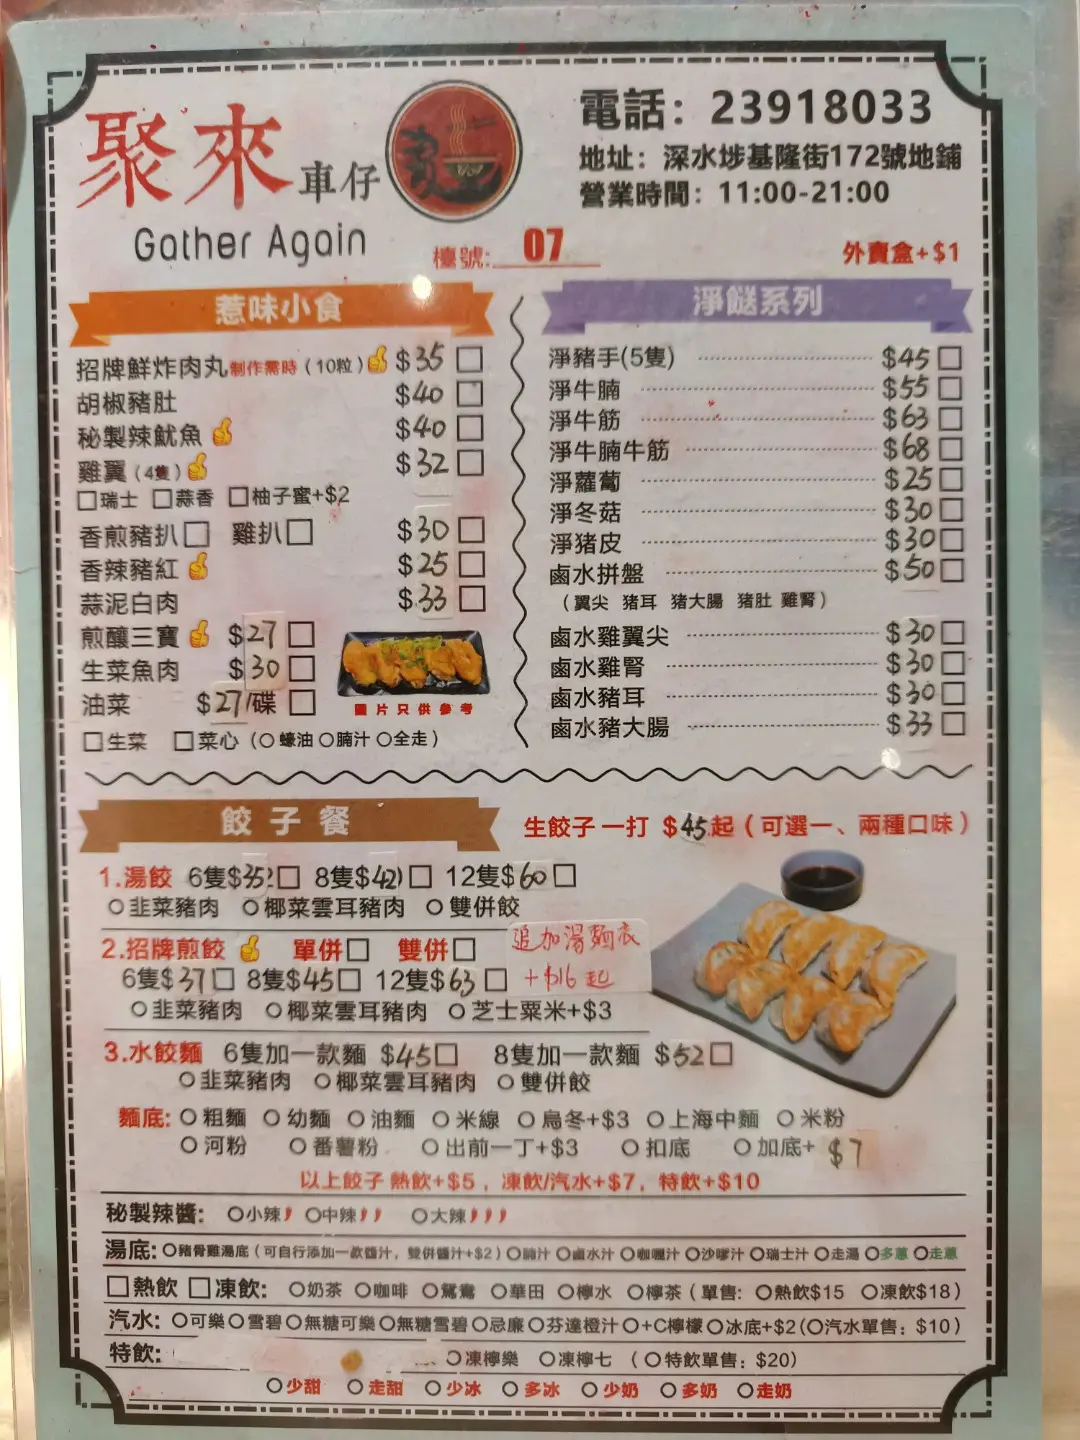 聚來車仔
Gather Again
電話：23918033
地址：深水埗基隆街172號地鋪
營業時間：11:00-21:00
檯號: 07
外賣盒+$1
惹味小食
招牌鮮炸肉丸 制作需時（10粒） $35
胡椒豬肚 $40
秘製辣魷魚 $40
雞翼（4隻） $32
瑞士 蒜香 柚子蜜+$2
香煎豬扒 雞扒 $30
香辣豬紅 $25
蒜泥白肉 $33
煎釀三寶 $27
生菜魚肉 $30
油菜 $27/碟
生菜 菜心（蠔油 腩汁 全走）
圖片只供參考
淨餸系列
淨豬手(5隻) $45
淨牛腩 $55
淨牛筋 $63
淨牛腩牛筋 $68
淨蘿蔔 $25
淨冬菇 $30
淨猪皮 $30
鹵水拼盤 $50
（翼尖 猪耳 猪大腸 猪肚 雞腎）
鹵水雞翼尖 $30
鹵水雞腎 $30
鹵水豬耳 $30
鹵水豬大腸 $33
餃子餐
生餃子一打 $45起（可選一、兩種口味）
1.湯餃 6隻$35 8隻$42 12隻$60
韭菜豬肉 椰菜雲耳豬肉 雙併餃
2.招牌煎餃 單併 雙併
6隻$37 8隻$45 12隻$63
韭菜豬肉 椰菜雲耳豬肉 芝士粟米+$3
追加湯麵底
+$16起
3.水餃麵 6隻加一款麵 $45 8隻加一款麵 $52
韭菜豬肉 椰菜雲耳豬肉 雙併餃
麵底: 粗麵 幼麵 油麵 米線 烏冬+$3 上海中麵 米粉
河粉 番薯粉 出前一丁+$3 扣底 加底+ $7
以上餃子 熱飲+$5，凍飲/汽水+$7，特飲+$10
秘製辣醬： 小辣 中辣 大辣
湯底: 豬骨雞湯底（可自行添加一款醬汁，雙併醬汁+$2） 腩汁 鹵水汁 咖喱汁 沙嗲汁 瑞士汁 走湯 多蔥 走蔥
熱飲 凍飲： 奶茶 咖啡 鴛鴦 華田 檸水 檸茶（單售: 熱飲$15 凍飲$18）
汽水: 可樂 雪碧 無糖可樂 無糖雪碧 忌廉 芬達橙汁 +C檸檬 冰底+$2 (汽水單售：$10)
特飲: 凍檸樂 凍檸七 （特飲單售：$20)
少甜 走甜 少冰 多冰 少奶 多奶 走奶